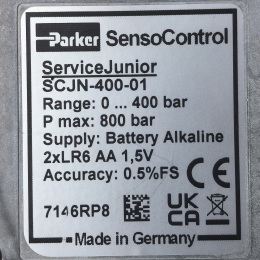 Parker SensoControl
ServiceJunior
SCJN-400-01
Range: 0 ... 400 bar
P max: 800 bar
Supply: Battery Alkaline
2xLR6 AA 1,5V
Accuracy: 0.5%FS CE
7146RP8 UK CA
Made in Germany